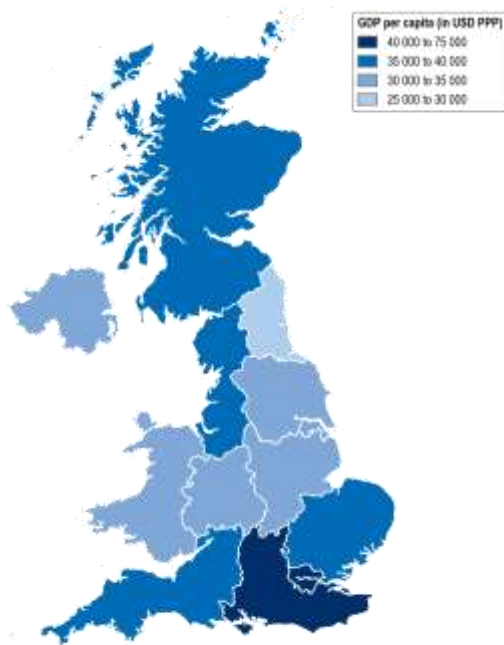 GDP per capita (in USD PPP)
40 000 to 75 000
35 000 to 40 000
30 000 to 35 000
25 000 to 30 000